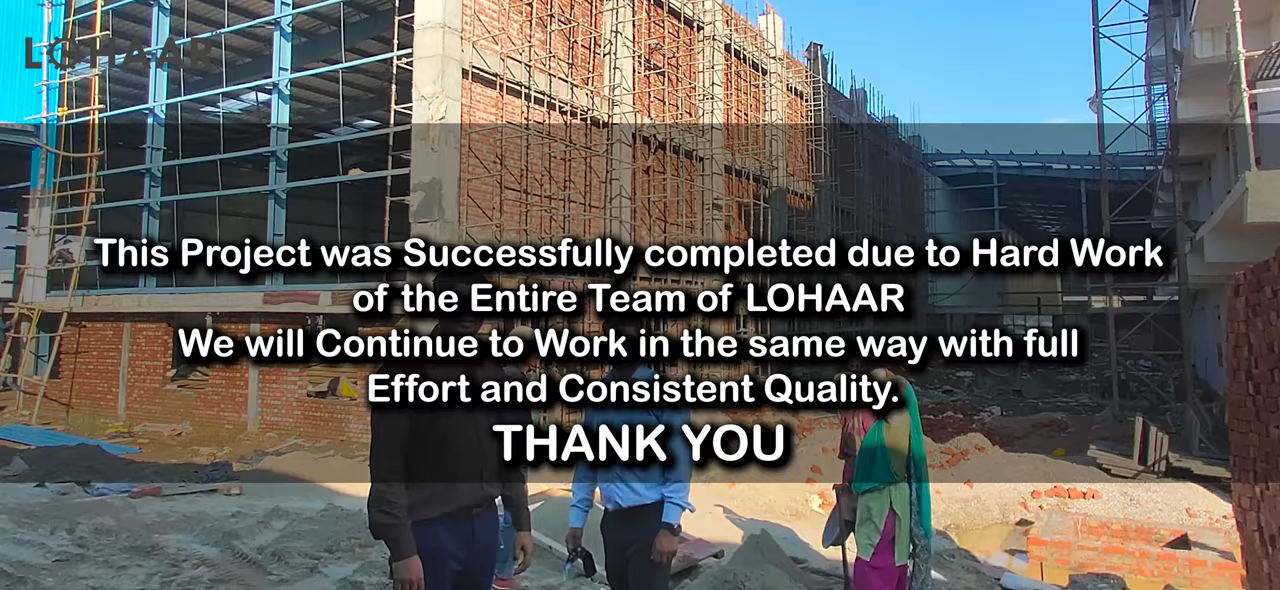 LOHAAR
This Project was Successfully completed due to Hard Work
of the Entire Team of LOHAAR
We will Continue to Work in the same way with full
Effort and Consistent Quality.
THANK YOU